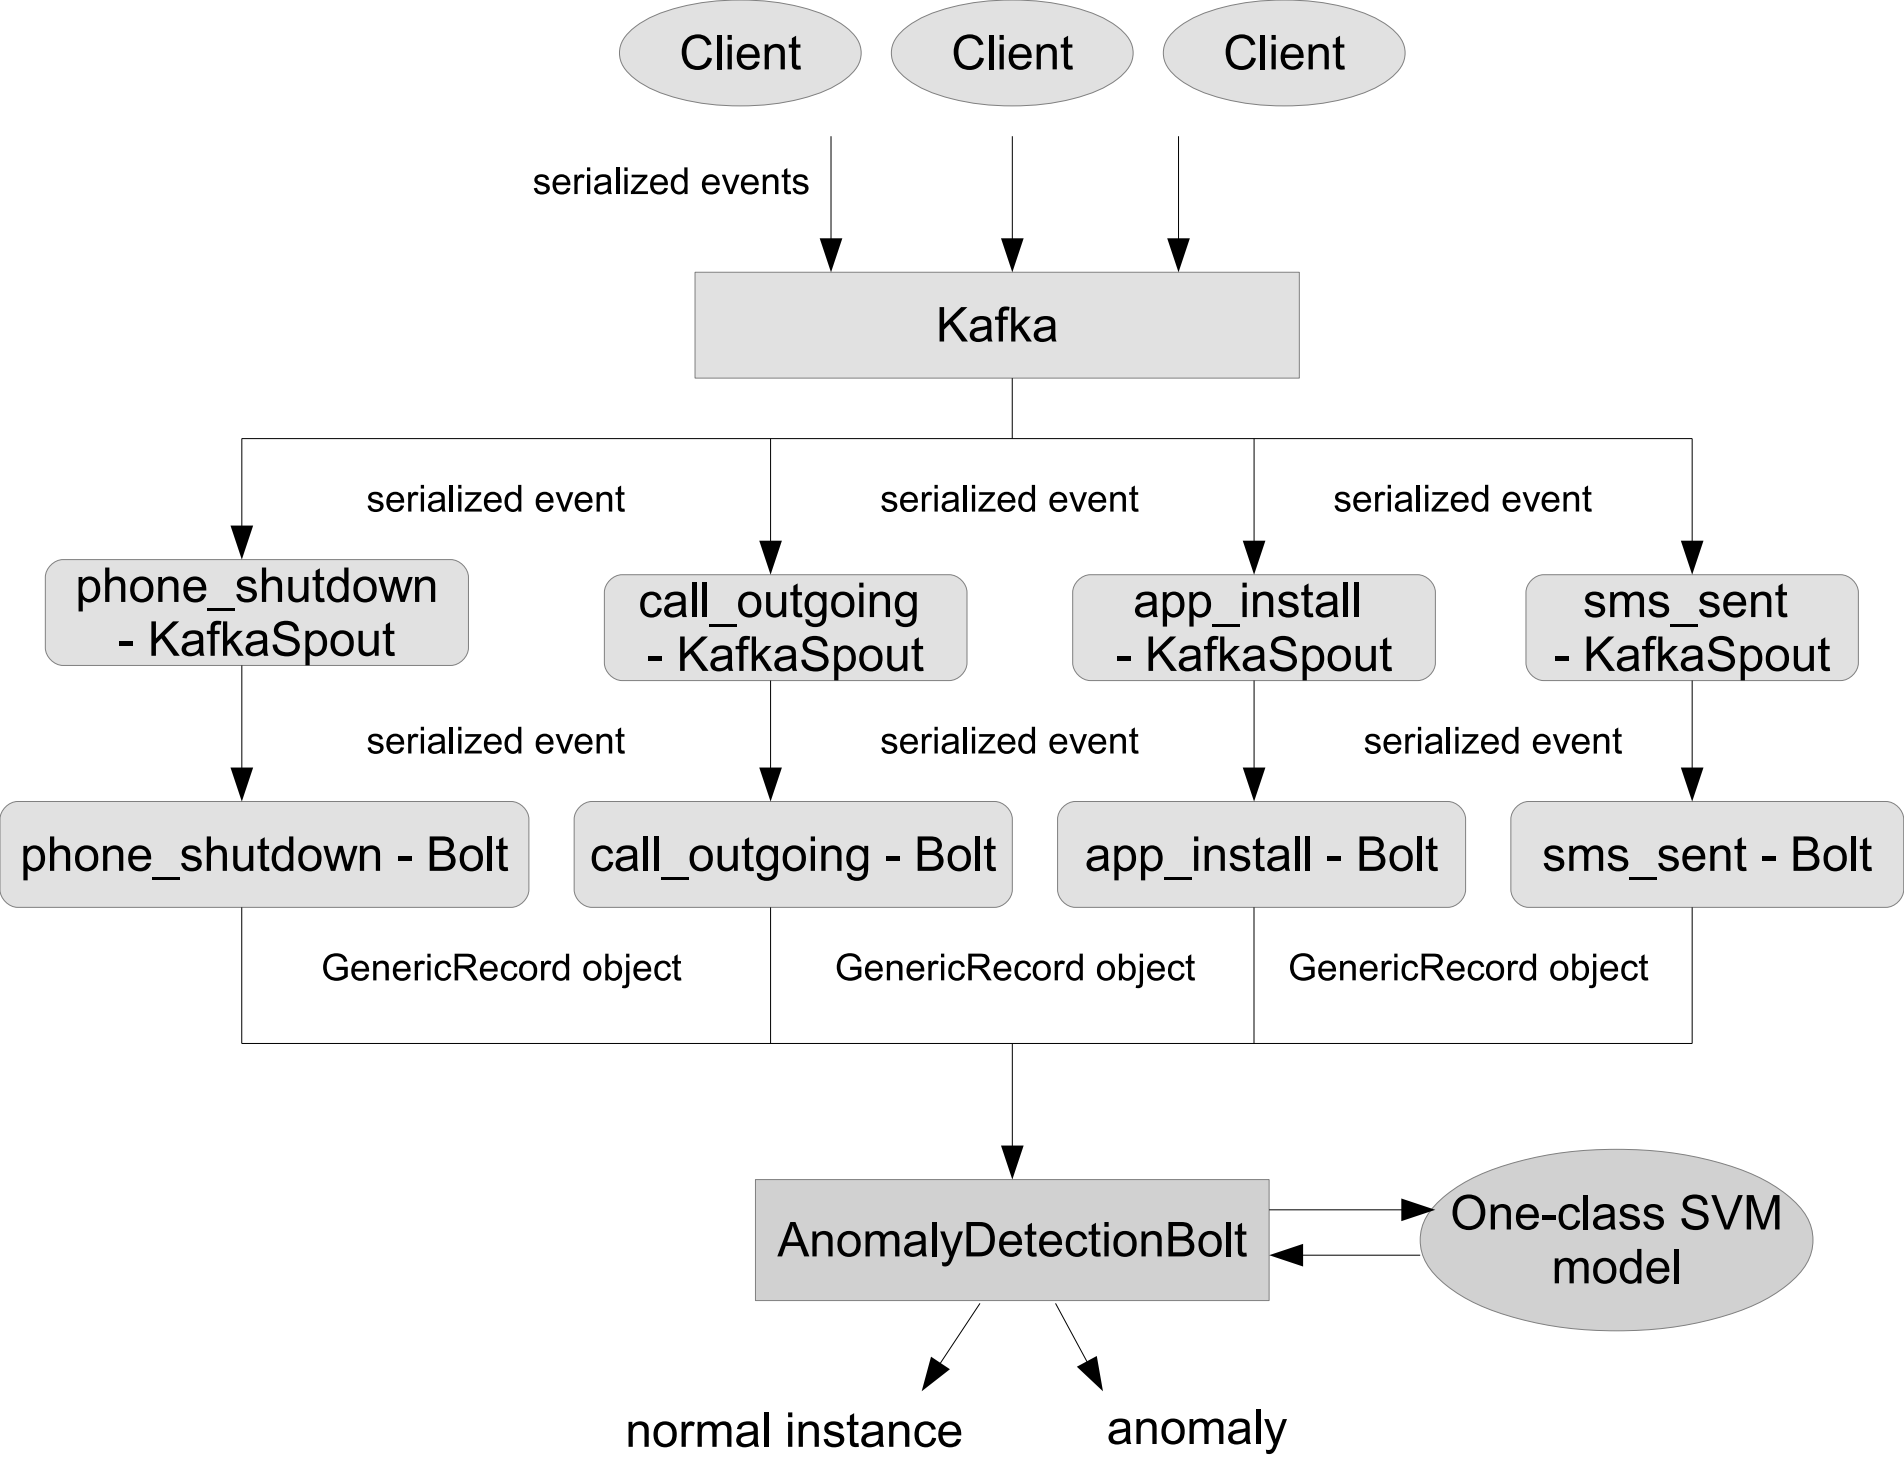 Client
Client
Client
serialized events
Kafka
serialized event
serialized event
serialized event
phone_shutdown
- KafkaSpout
call_outgoing
- KafkaSpout
app_install
- KafkaSpout
sms_sent
- KafkaSpout
serialized event
serialized event
serialized event
phone_shutdown - Bolt
call_outgoing - Bolt
app_install - Bolt
sms_sent - Bolt
GenericRecord object
GenericRecord object
GenericRecord object
AnomalyDetectionBolt
One-class SVM
model
normal instance
anomaly